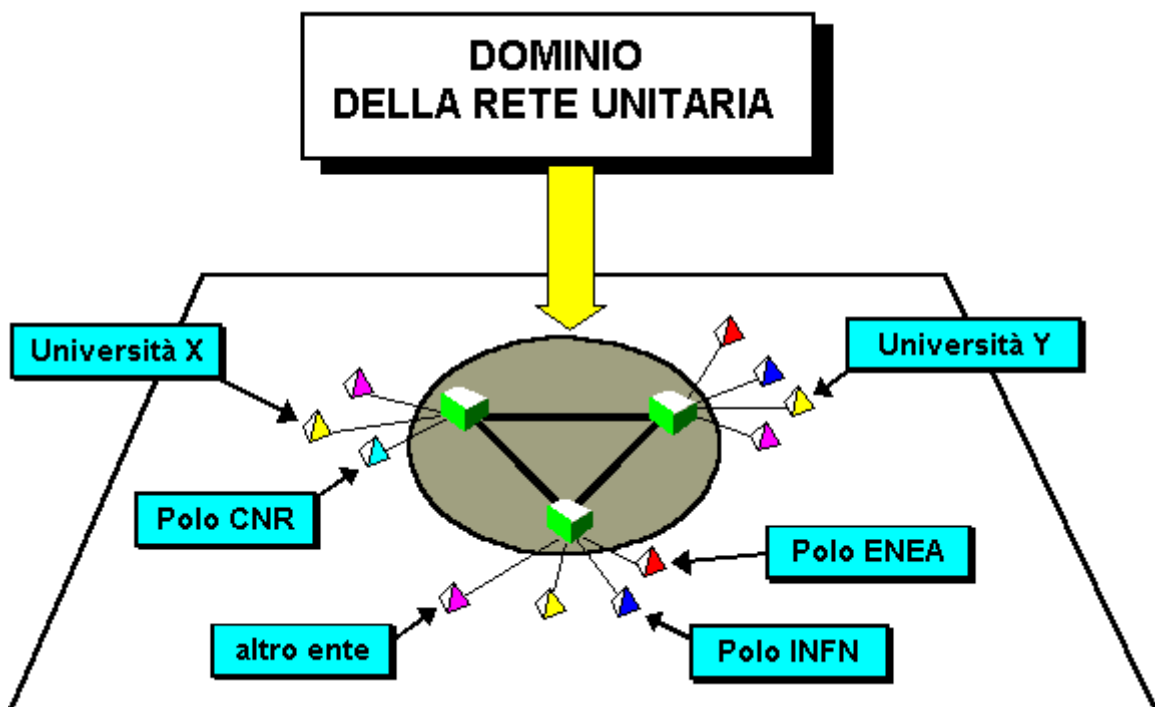 DOMINIO
DELLA RETE UNITARIA
Università X
Università Y
Polo CNR
Polo ENEA
altro ente
Polo INFN